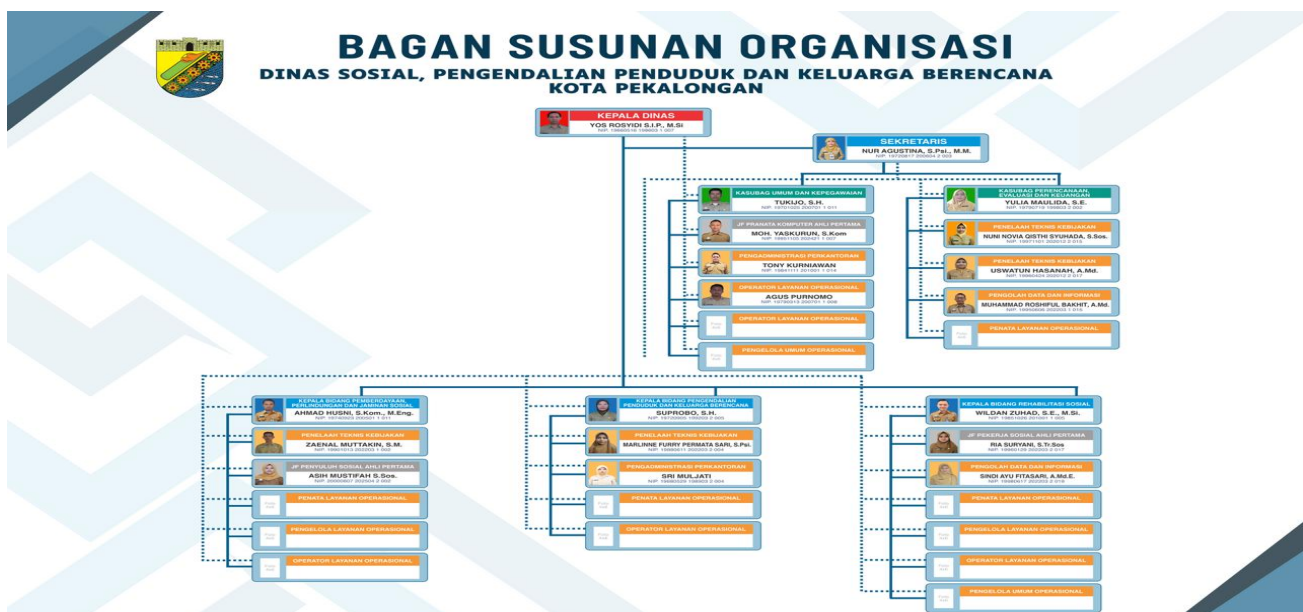 BAGAN SUSUNAN ORGANISASI
DINAS SOSIAL, PENGENDALIAN PENDUDUK DAN KELUARGA BERENCANA
KOTA PEKALONGAN
KEPALA DINAS
YOS ROSYIDI S.I.P., M.Si
SEKRETARIS
NUR AGUSTINA, S.Psi., M.M.
KASUBAG UMUM DAN KEPEGAWAIAN
TUKIJO, S.H.
JF PRANATA KOMPUTER AHLI PERTAMA
MOH. YASKURUN, S.Kom
PENGADMINISTRASI PERKANTORAN
TONY KURNIAWAN
OPERATOR LAYANAN OPERASIONAL
AGUS PURNOMO
OPERATOR LAYANAN OPERASIONAL
PENGELOLA UMUM OPERASIONAL
KASUBAG PERENCANAAN,
EVALUASI DAN KEUANGAN
YULIA MAULIDA, S.E.
PENELAAH TEKNIS KEBIJAKAN
NUNI NOVIA QISTHI SYUHADA, S.Sos.
PENELAAH TEKNIS KEBIJAKAN
USWATUN HASANAH, A.Md.
PENGOLAH DATA DAN INFORMASI
MUHAMMAD ROSHIFUL BAKHIT, A.Md.
PENATA LAYANAN OPERASIONAL
KEPALA BIDANG PEMBERDAYAAN,
PERLINDUNGAN DAN JAMINAN SOSIAL
AHMAD HUSNI, S.Kom., M.Eng.
PENELAAH TEKNIS KEBIJAKAN
ZAENAL MUTTAKIN, S.M.
JF PENYULUH SOSIAL AHLI PERTAMA
ASIH MUSTIFAH S.Sos.
PENATA LAYANAN OPERASIONAL
PENGELOLA LAYANAN OPERASIONAL
OPERATOR LAYANAN OPERASIONAL
KEPALA BIDANG PENGENDALIAN
PENDUDUK DAN KELUARGA BERENCANA
SUPROBO, S.H.
PENELAAH TEKNIS KEBIJAKAN
MARLINNE FURRY PERMATA SARI, S.Psi.
PENGADMINISTRASI PERKANTORAN
SRI MULJATI
PENATA LAYANAN OPERASIONAL
OPERATOR LAYANAN OPERASIONAL
KEPALA BIDANG REHABILITASI SOSIAL
WILDAN ZUHAD, S.E., M.Si.
JF PEKERJA SOSIAL AHLI PERTAMA
RIA SURYANI, S.Tr.Sos
PENGOLAH DATA DAN INFORMASI
SINDI AYU FITASARI, A.Md.E.
PENATA LAYANAN OPERASIONAL
PENGELOLA LAYANAN OPERASIONAL
OPERATOR LAYANAN OPERASIONAL
PENGELOLA UMUM OPERASIONAL